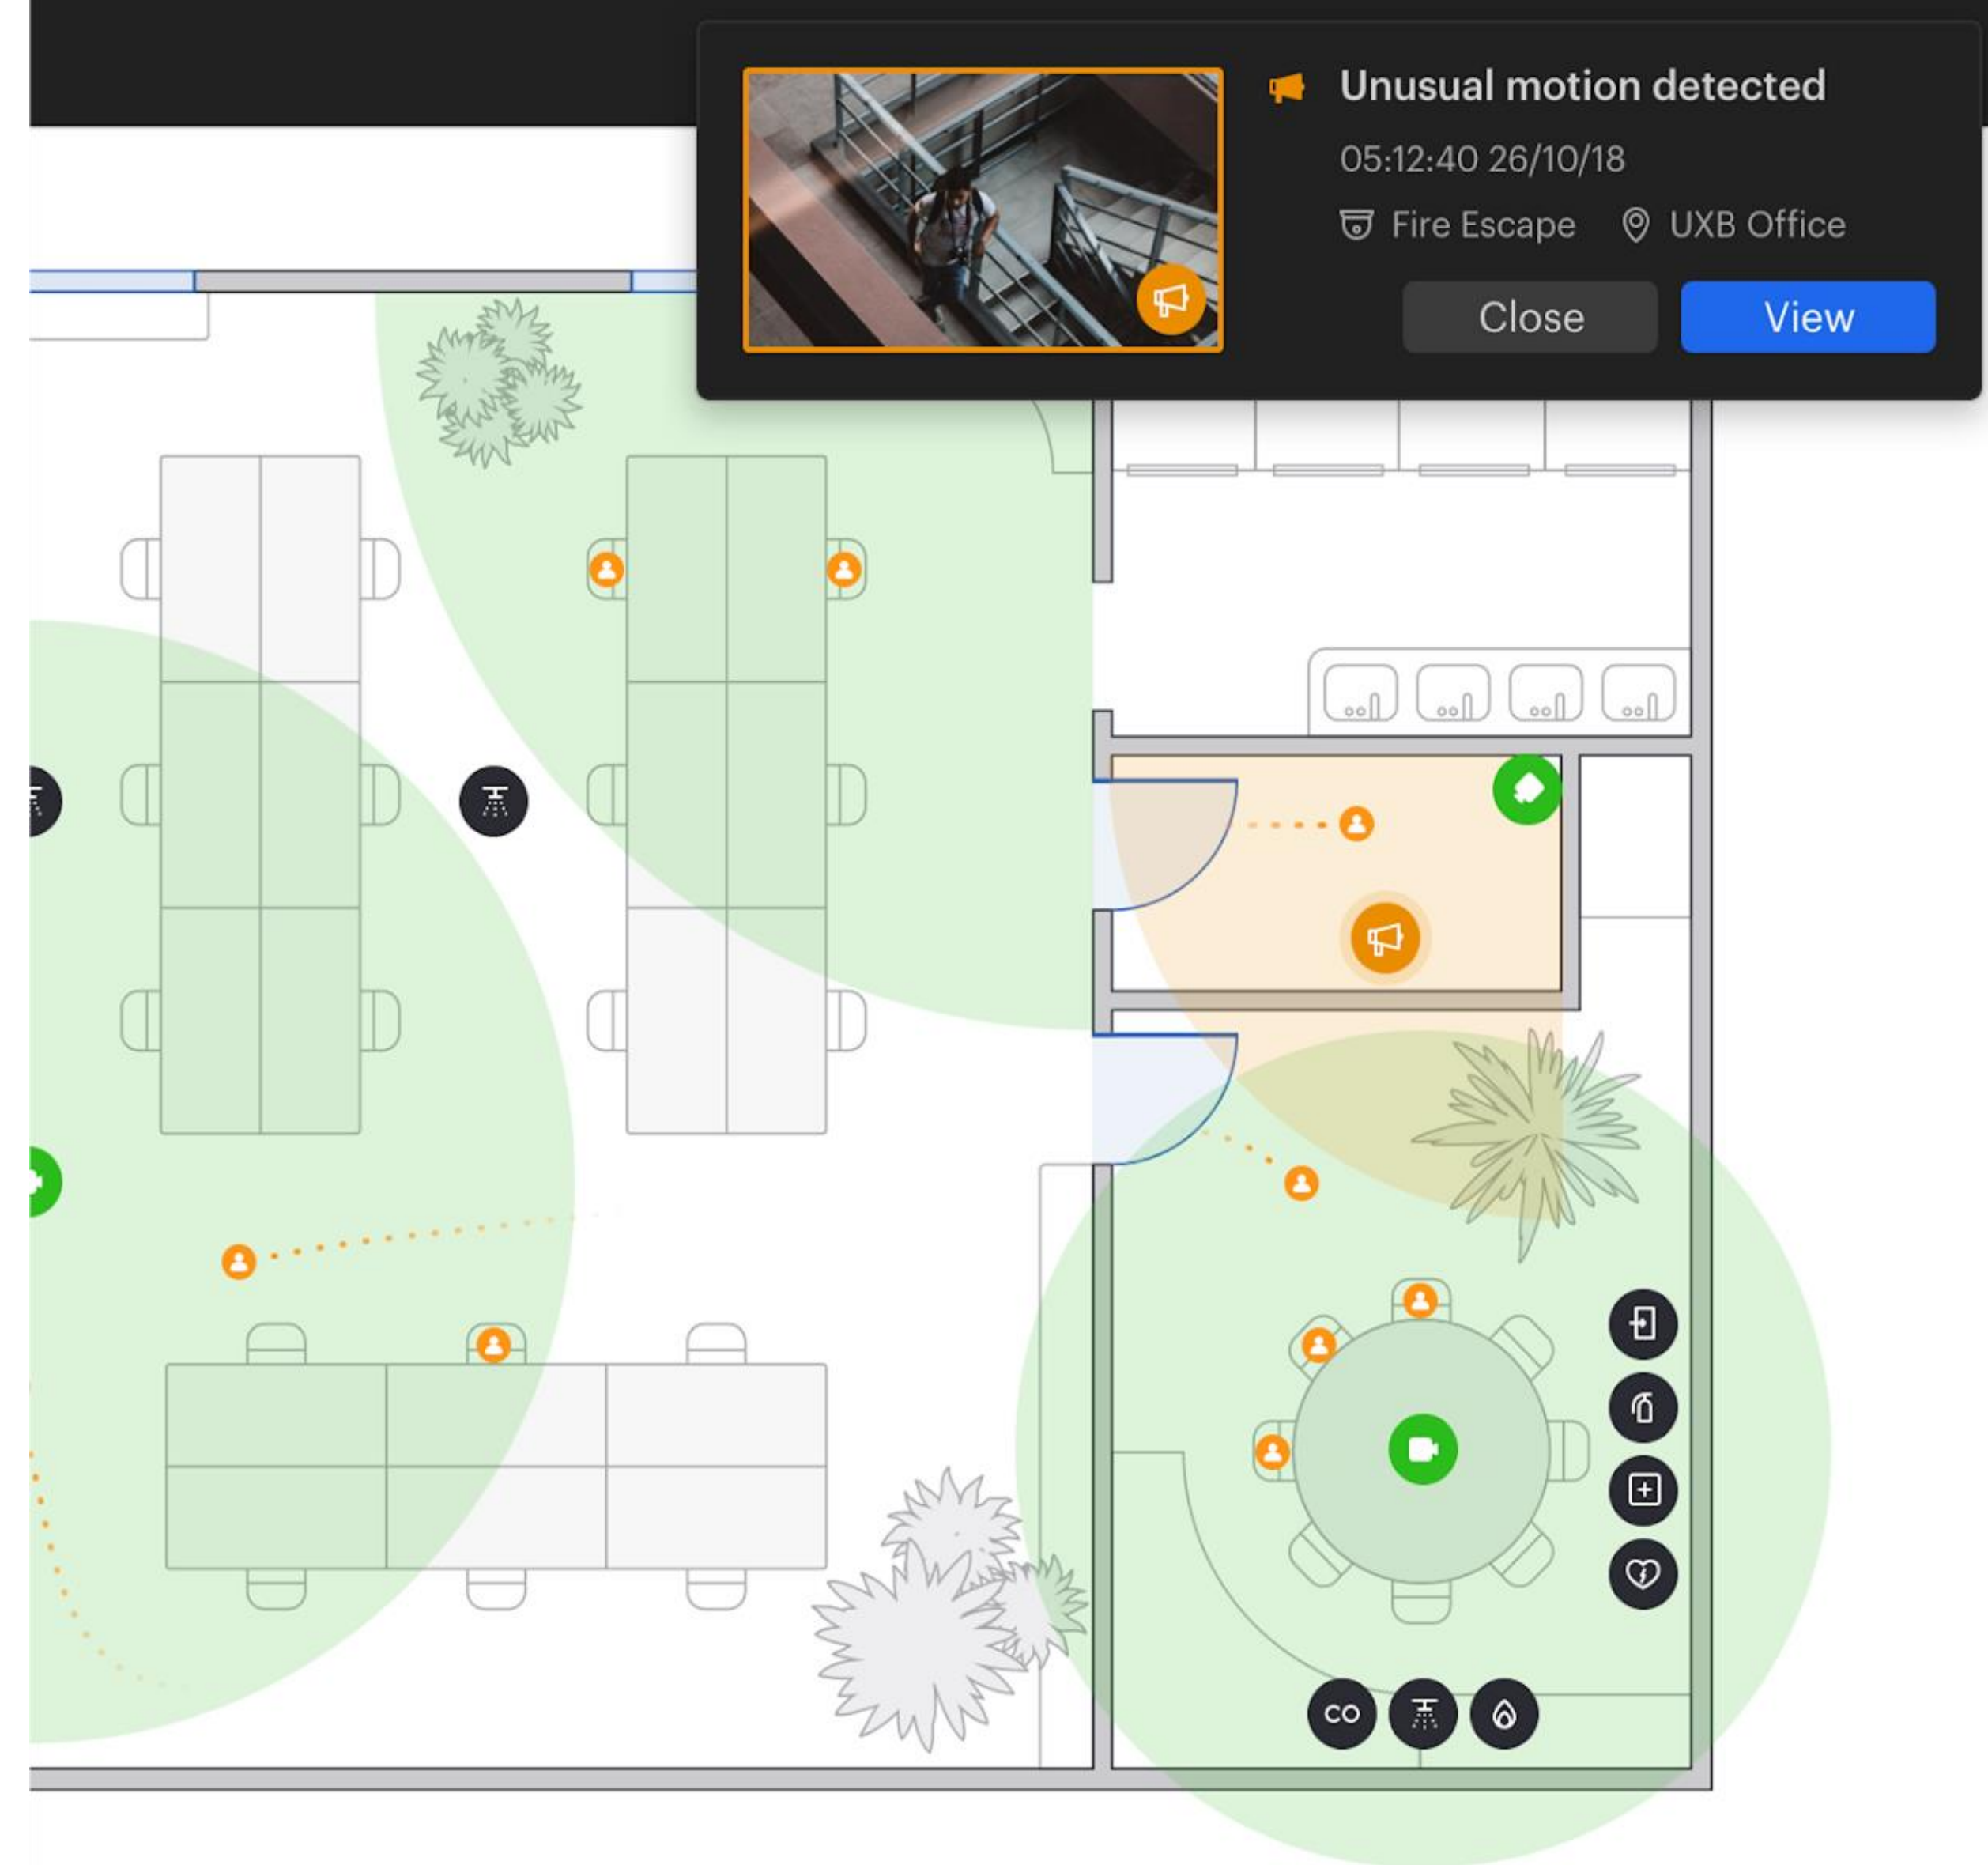 Unusual motion detected
05:12:40 26/10/18
Fire Escape UXB Office
Close View
CO